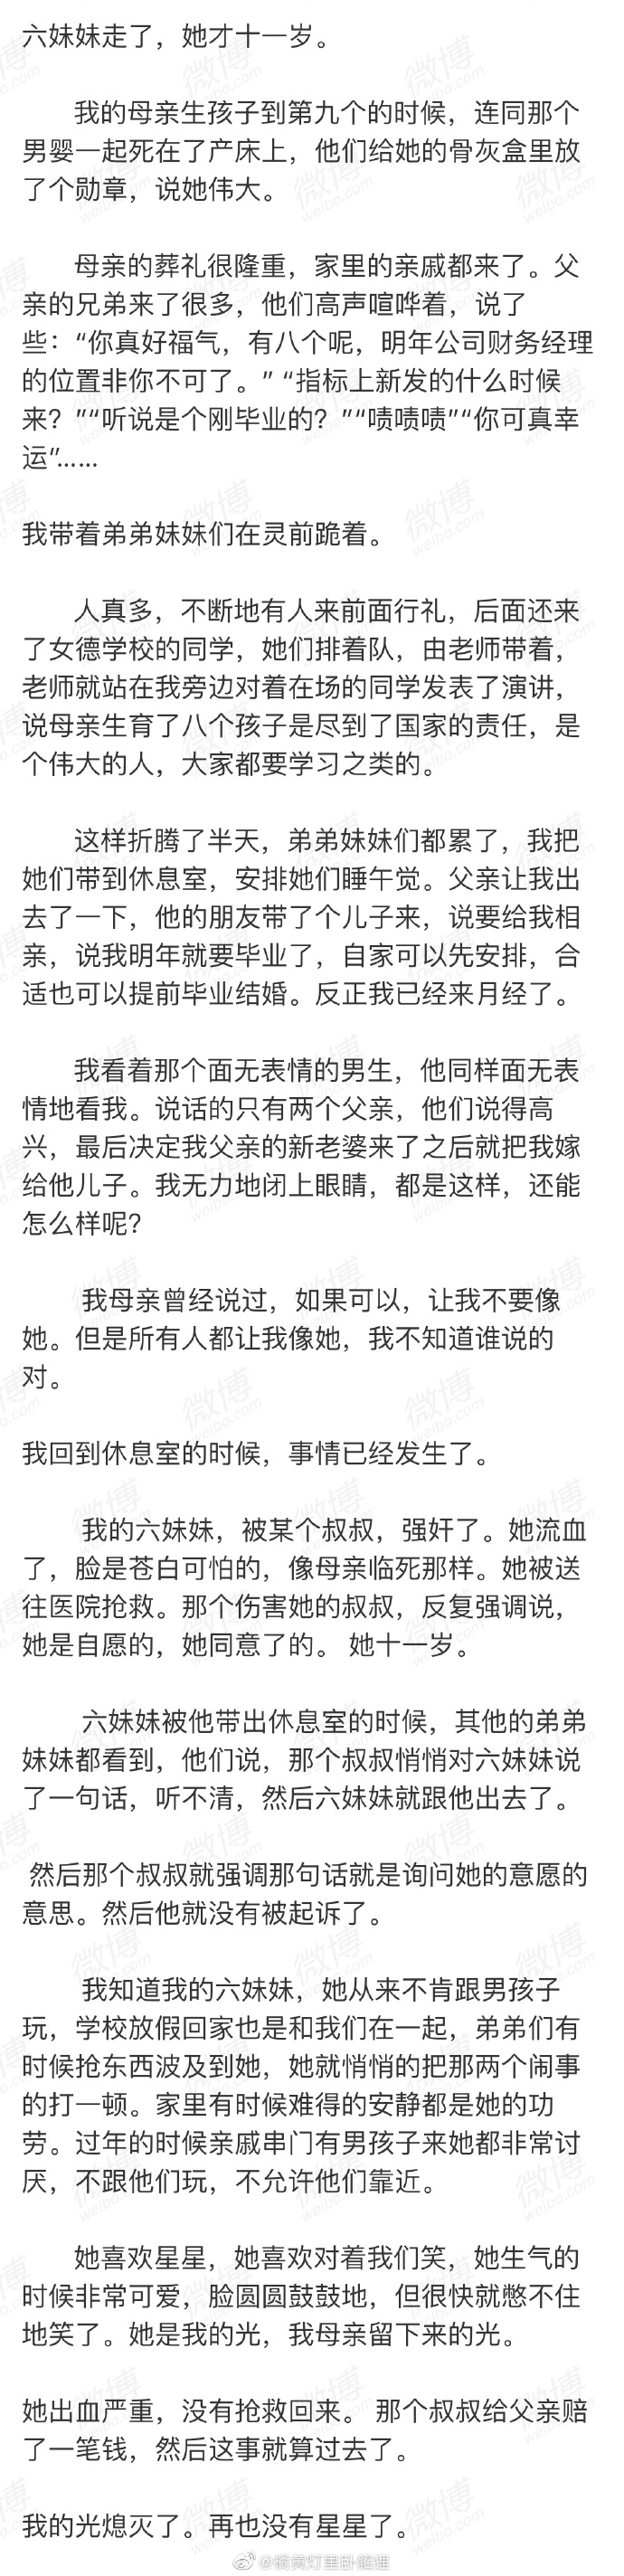 六妹妹走了，她才十一岁。
我的母亲生孩子到第九个的时候，连同那个
男婴一起死在了产床上，他们给她的骨灰盒里放
了个勋章，说她伟大。
母亲的葬礼很隆重，家里的亲戚都来了。父
亲的兄弟来了很多，他们高声喧哗着，说了
些：“你真好福气，有八个呢，明年公司财务经理
的位置非你不可了。” “指标上新发的什么时候
来？”“听说是个刚毕业的？”“啧啧啧”“你可真幸
运”……
我带着弟弟妹妹们在灵前跪着。
人真多，不断地有人来前面行礼，后面还来
了女德学校的同学，她们排着队，由老师带着，
老师就站在我旁边对着在场的同学发表了演讲，
说母亲生育了八个孩子是尽到了国家的责任，是
个伟大的人，大家都要学习之类的。
这样折腾了半天，弟弟妹妹们都累了，我把
她们带到休息室，安排她们睡午觉。父亲让我出
去了一下，他的朋友带了个儿子来，说要给我相
亲，说我明年就要毕业了，自家可以先安排，合
适也可以提前毕业结婚。反正我已经来月经了。
我看着那个面无表情的男生，他同样面无表
情地看我。说话的只有两个父亲，他们说得高
兴，最后决定我父亲的新老婆来了之后就把我嫁
给他儿子。我无力地闭上眼睛，都是这样，还能
怎么样呢？
我母亲曾经说过，如果可以，让我不要像
她。但是所有人都让我像她，我不知道谁说的
对。
我回到休息室的时候，事情已经发生了。
我的六妹妹，被某个叔叔，强奸了。她流血
了，脸是苍白可怕的，像母亲临死那样。她被送
往医院抢救。那个伤害她的叔叔，反复强调说，
她是自愿的，她同意了的。 她十一岁。
六妹妹被他带出休息室的时候，其他的弟弟
妹妹都看到，他们说，那个叔叔悄悄对六妹妹说
了一句话，听不清，然后六妹妹就跟他出去了。
然后那个叔叔就强调那句话就是询问她的意愿的
意思。然后他就没有被起诉了。
我知道我的六妹妹，她从来不肯跟男孩子
玩，学校放假回家也是和我们在一起，弟弟们有
时候抢东西波及到她，她就悄悄的把那两个闹事
的打一顿。家里有时候难得的安静都是她的功
劳。过年的时候亲戚串门有男孩子来她都非常讨
厌，不跟他们玩，不允许他们靠近。
她喜欢星星，她喜欢对着我们笑，她生气的
时候非常可爱，脸圆圆鼓鼓地，但很快就憋不住
地笑了。她是我的光，我母亲留下来的光。
她出血严重，没有抢救回来。 那个叔叔给父亲赔
了一笔钱，然后这事就算过去了。
我的光熄灭了。再也没有星星了。
@橘黄灯里卧貂狸